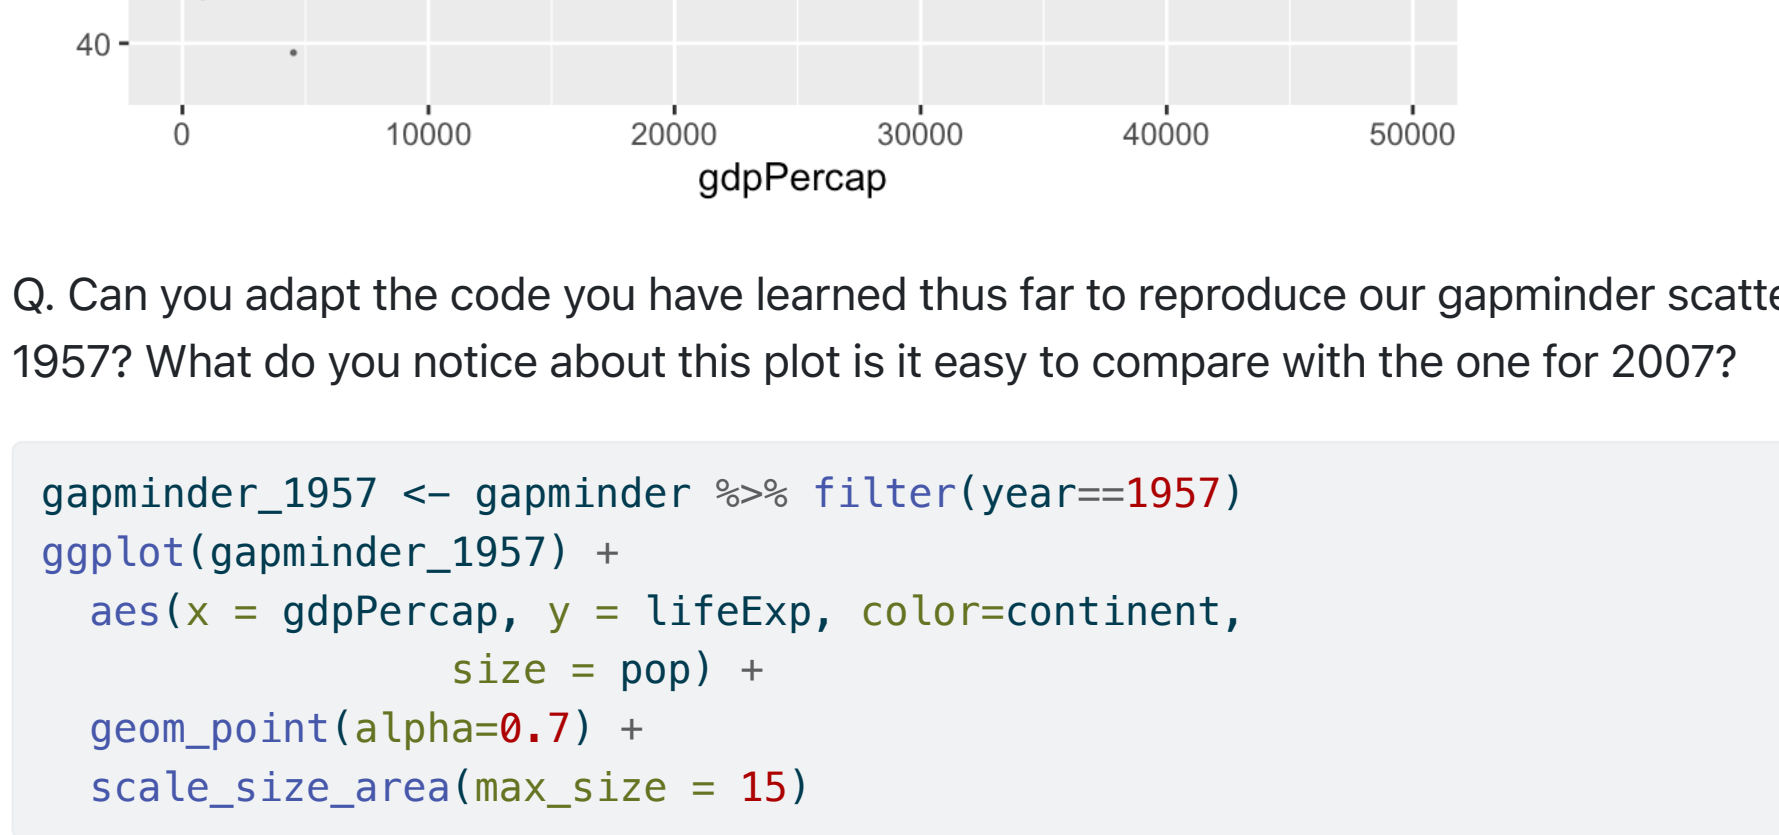 40
0 10000 20000 30000 40000 50000
gdpPercap
Q. Can you adapt the code you have learned thus far to reproduce our gapminder
1957? What do you notice about this plot is it easy to compare with the one for 2007?
gapminder_1957 <- gapminder %>% filter(year==1957)
ggplot(gapminder_1957) +
  aes(x = gdpPercap, y = lifeExp, color=continent,
                 size = pop) +
  geom_point(alpha=0.7) +
  scale_size_area(max_size = 15)